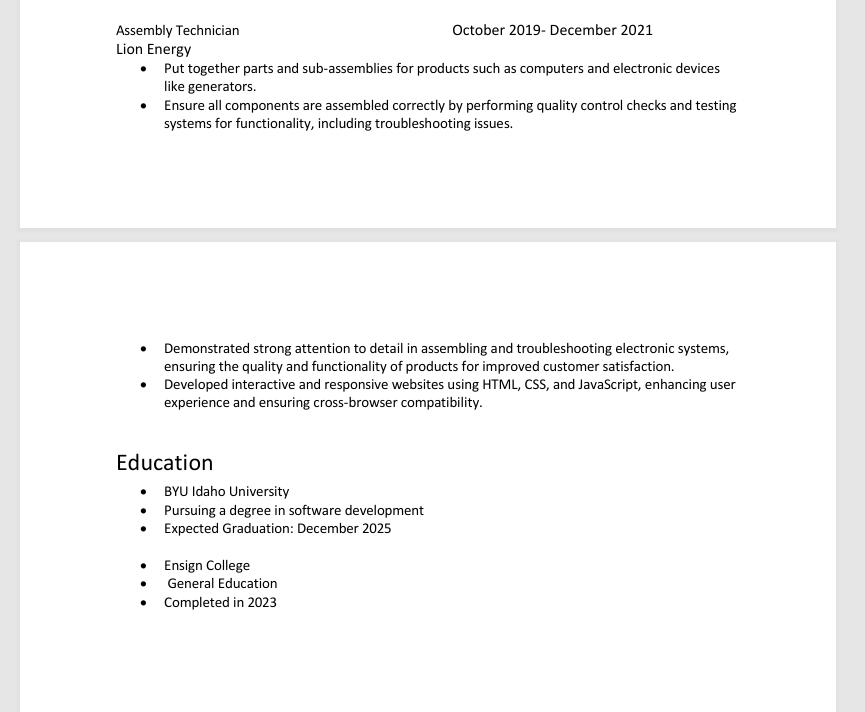 Assembly Technician October 2019- December 2021
Lion Energy
• Put together parts and sub-assemblies for products such as computers and electronic devices
like generators.
• Ensure all components are assembled correctly by performing quality control checks and testing
systems for functionality, including troubleshooting issues.
• Demonstrated strong attention to detail in assembling and troubleshooting electronic systems,
ensuring the quality and functionality of products for improved customer satisfaction.
• Developed interactive and responsive websites using HTML, CSS, and JavaScript, enhancing user
experience and ensuring cross-browser compatibility.
Education
• BYU Idaho University
• Pursuing a degree in software development
• Expected Graduation: December 2025
• Ensign College
• General Education
• Completed in 2023